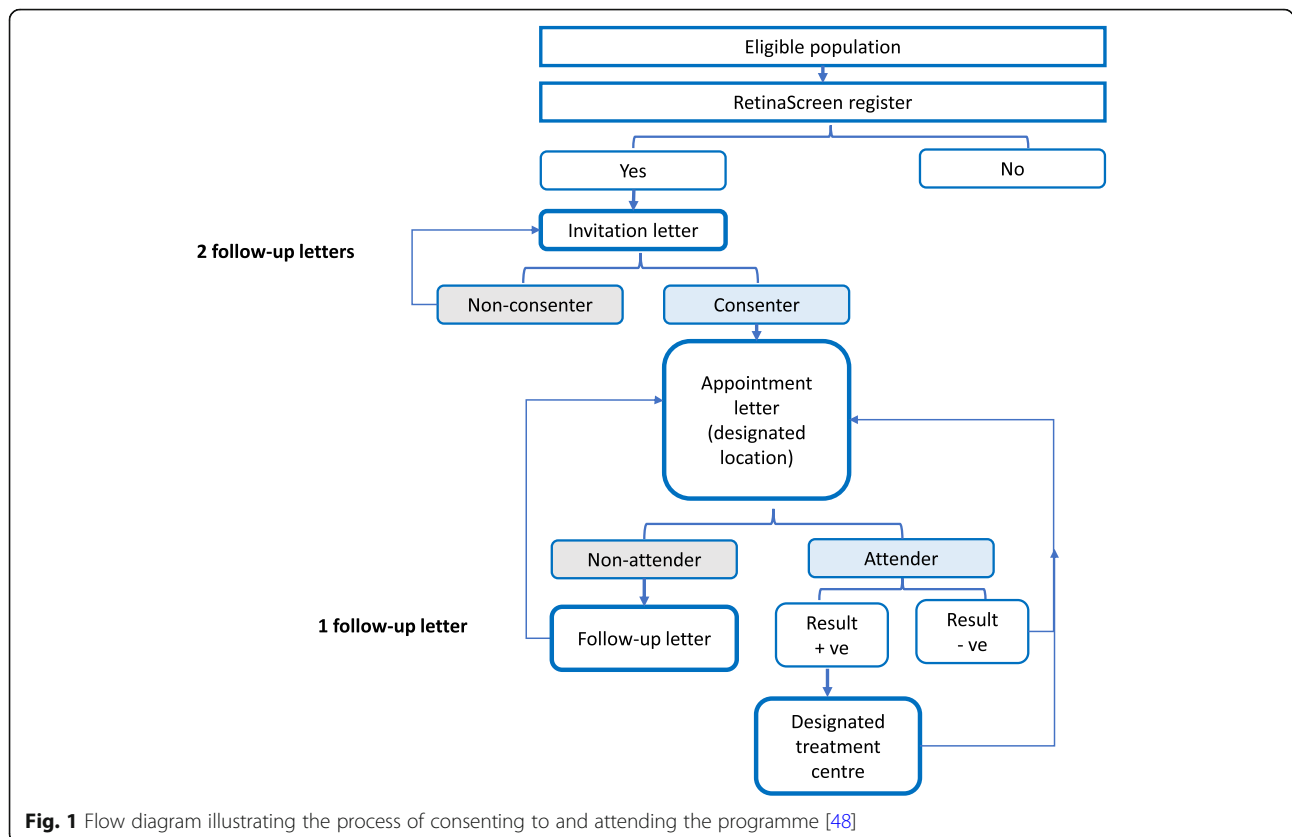 Eligible population
RetinaScreen register
Yes
No
Invitation letter
2 follow-up letters
Non-consenter
Consenter
Appointment
letter
(designated
location)
Non-attender
Attender
1 follow-up letter
Follow-up letter
Result
+ ve
Result
- ve
Designated
treatment
centre
Fig. 1 Flow diagram illustrating the process of consenting to and attending the programme [48]